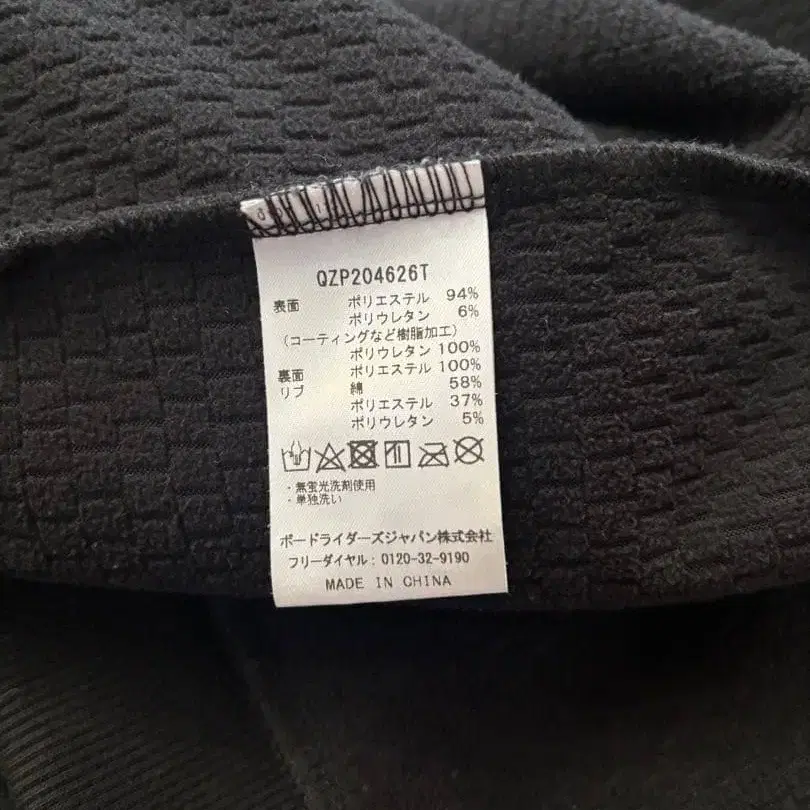 QZP204626T
表面 ポリエステル 94%
ポリウレタン 6%
(コーティングなど樹脂加工)
ポリウレタン 100%
裏面 ポリエステル 100%
リブ 綿 58%
ポリエステル 37%
ポリウレタン 5%
・無蛍光洗剤使用
・単独洗い
ボードライダーズジャパン株式会社
フリーダイヤル:0120-32-9190
MADE IN CHINA